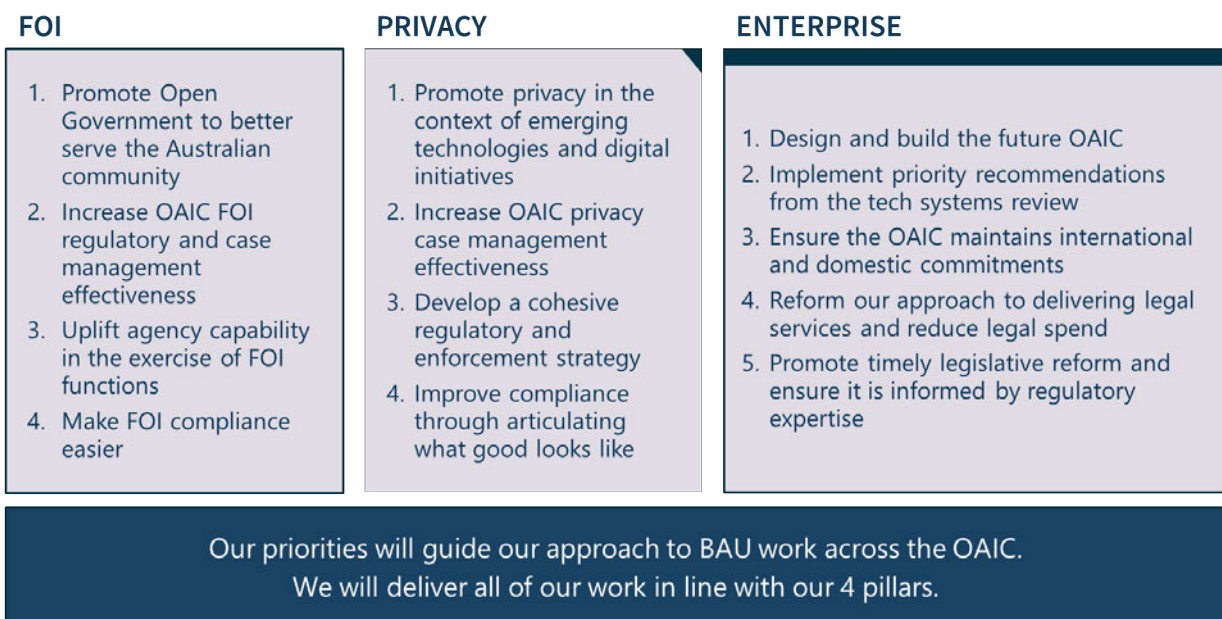 FOI
1. Promote Open
Government to better
serve the Australian
community
2. Increase OAIC FOI
regulatory and case
management
effectiveness
3. Uplift agency capability
in the exercise of FOI
functions
4. Make FOI compliance
easier
PRIVACY
1. Promote privacy in the
context of emerging
technologies and digital
initiatives
2. Increase OAIC privacy
case management
effectiveness
3. Develop a cohesive
regulatory and
enforcement strategy
4. Improve compliance
through articulating
what good looks like
ENTERPRISE
1. Design and build the future OAIC
2. Implement priority recommendations
from the tech systems review
3. Ensure the OAIC maintains international
and domestic commitments
4. Reform our approach to delivering legal
services and reduce legal spend
5. Promote timely legislative reform and
ensure it is informed by regulatory
expertise
Our priorities will guide our approach to BAU work across the OAIC.
We will deliver all of our work in line with our 4 pillars.